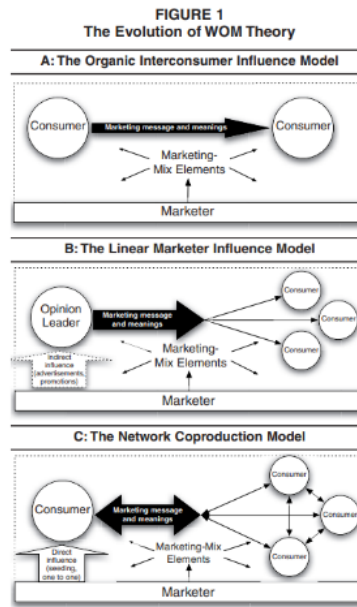 FIGURE 1
The Evolution of WOM Theory
A: The Organic Interconsumer Influence Model
Consumer
Marketing message and meanings
Consumer
Marketing-
Mix Elements
Marketer
B: The Linear Marketer Influence Model
Opinion
Leader
Marketing message
and meanings
Consumer
Consumer
Consumer
Indirect
influence
(advertisements,
promotions)
Marketing-
Mix Elements
Marketer
C: The Network Coproduction Model
Consumer
Marketing message
and meanings
Consumer
Consumer
Consumer
Direct
influence
(seeding,
one to one)
Marketing-Mix
Elements
Marketer